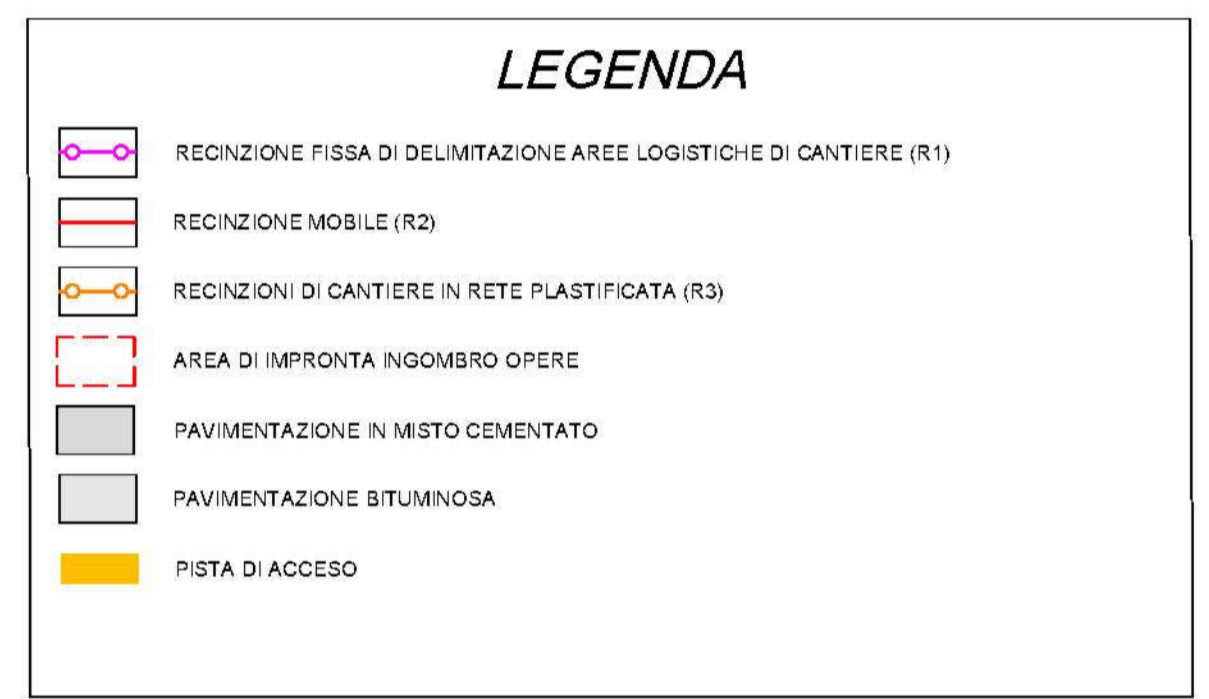 LEGENDA
RECINZIONE FISSA DI DELIMITAZIONE AREE LOGISTICHE DI CANTIERE (R1)
RECINZIONE MOBILE (R2)
RECINZIONI DI CANTIERE IN RETE PLASTIFICATA (R3)
AREA DI IMPRONTA INGOMBRO OPERE
PAVIMENTAZIONE IN MISTO CEMENTATO
PAVIMENTAZIONE BITUMINOSA
PISTA DI ACCESO